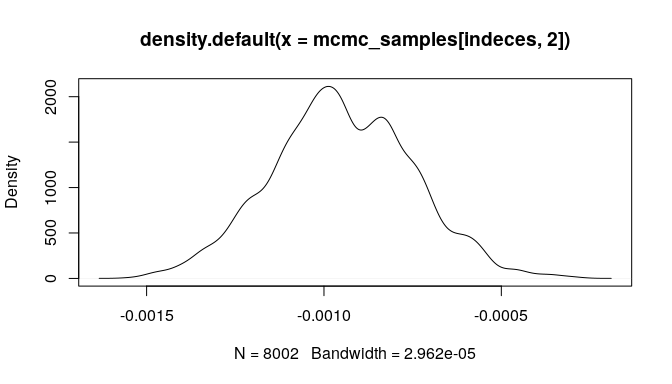 density.default(x = mcmc_samples[indeces, 2])
Density
2000
1000
500
0
-0.0015 -0.0010 -0.0005
N = 8002 Bandwidth = 2.962e-05